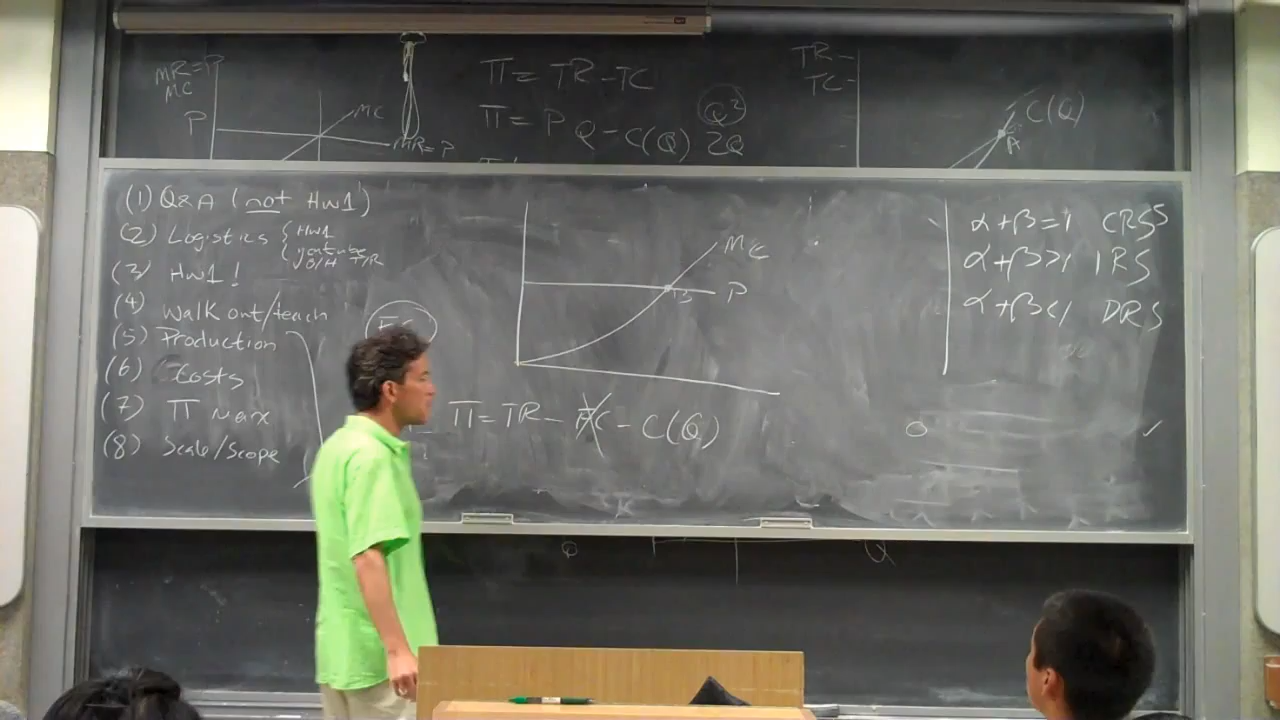 MR=P
MC
P
MC
MR=P
π = TR - TC
π = P Q - C(Q)
Q²
2Q
TR -
TC -
C(Q)
A
(1) Q&A (not HW1)
(2) Logistics { HW1
O/H T/R
(3) HW1!
(4) Walk out/teach
(5) Production
(6) Costs
(7) π Max
(8) Scale/Scope
MC
P
B
π = TR - FC - C(Q)
α+β=1 CRS
α+β>1 IRS
α+β<1 DRS
Q